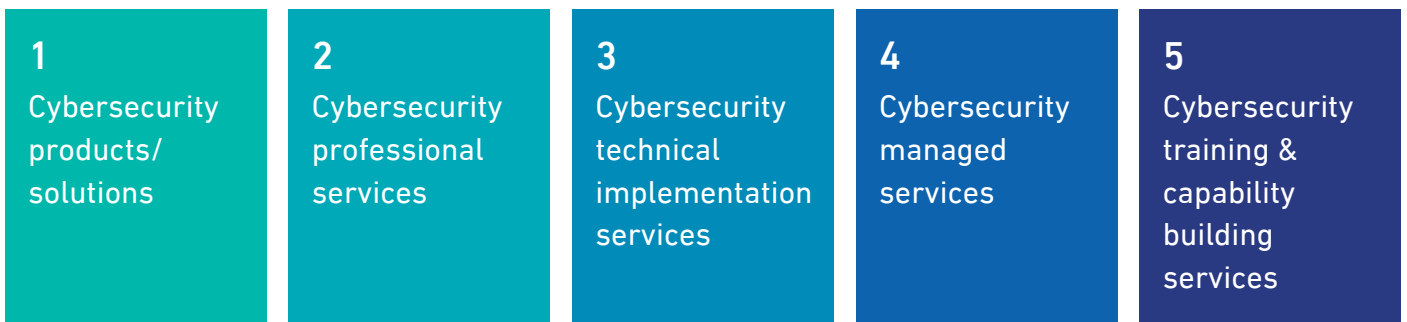 1
Cybersecurity
products/
solutions
2
Cybersecurity
professional
services
3
Cybersecurity
technical
implementation
services
4
Cybersecurity
managed
services
5
Cybersecurity
training &
capability
building
services